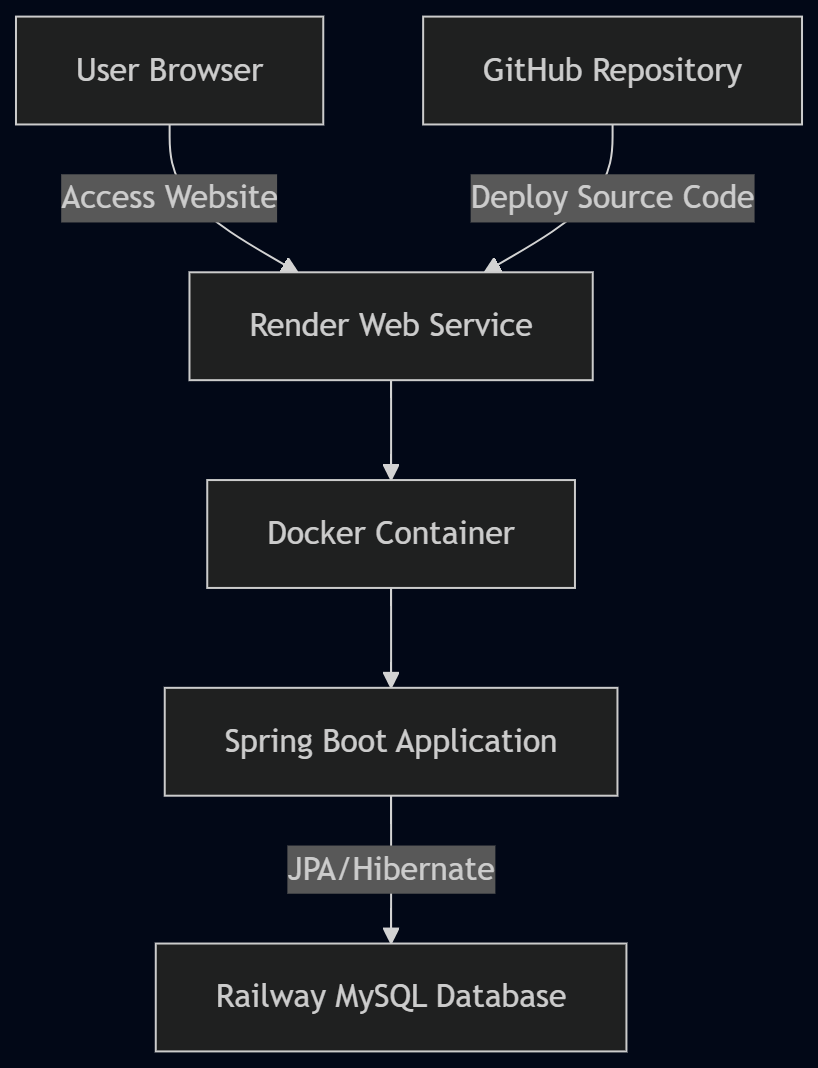 User Browser
GitHub Repository
Access Website
Deploy Source Code
Render Web Service
Docker Container
Spring Boot Application
JPA/Hibernate
Railway MySQL Database